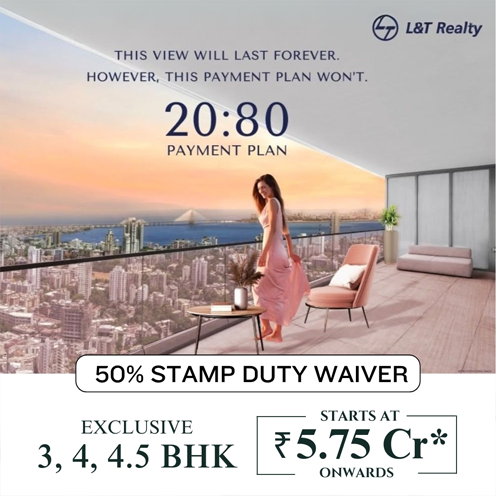 L&T Realty
THIS VIEW WILL LAST FOREVER.
HOWEVER, THIS PAYMENT PLAN WON'T.
20:80
PAYMENT PLAN
50% STAMP DUTY WAIVER
EXCLUSIVE
3, 4, 4.5 BHK
STARTS AT
₹5.75 Cr*
ONWARDS